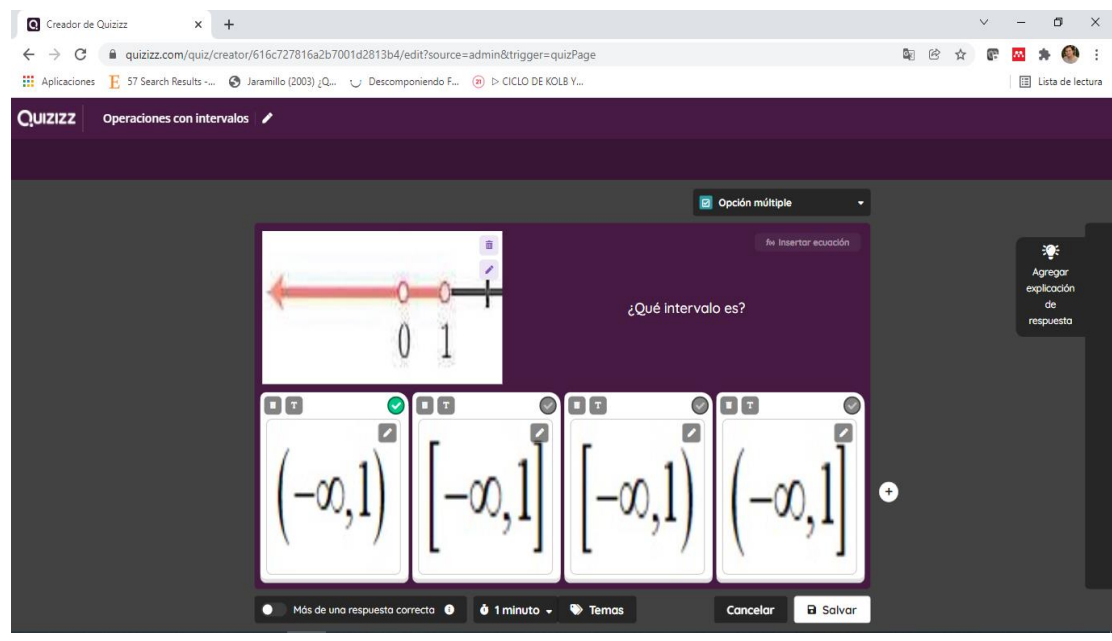 Creador de Quizizz
quizizz.com/quiz/creator/616c727816a2b7001d2813b4/edit?source=admin&trigger=quizPage
Aplicaciones 57 Search Results -... Jaramillo (2003) ¿Q... Descomponiendo F... ▷ CICLO DE KOLB Y... Lista de lectura
QUIZIZZ Operaciones con intervalos
Opción múltiple
fx Insertar ecuación
¿Qué intervalo es?
0 1
Agregar
explicación
de
respuesta
(−∞,1) [−∞,1] [−∞,1) (−∞,1]
Más de una respuesta correcta 1 minuto Temas Cancelar Salvar